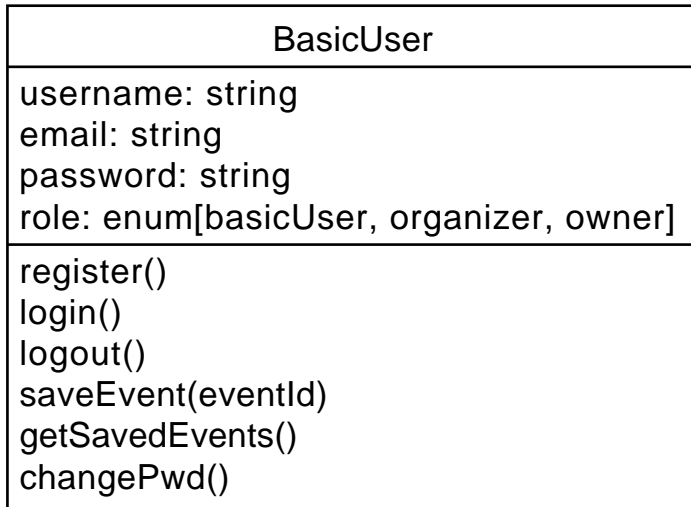 BasicUser
username: string
email: string
password: string
role: enum[basicUser, organizer, owner]
register()
login()
logout()
saveEvent(eventId)
getSavedEvents()
changePwd()